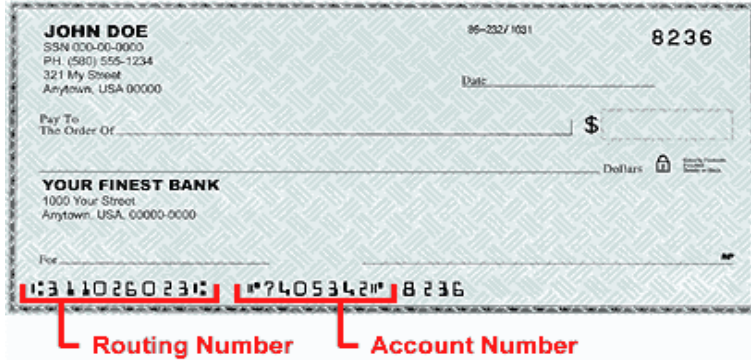 JOHN DOE
SSN 000-00-0000
PH. (580) 555-1234
321 My Street
Anytown, USA 00000
86-232/1031
8236
Date
Pay To
The Order Of
$
Dollars
YOUR FINEST BANK
1000 Your Street
Anytown, USA, 00000-0000
For
MP
⑆311026023⑆ ⑈7405342⑈ 8236
Routing Number
Account Number